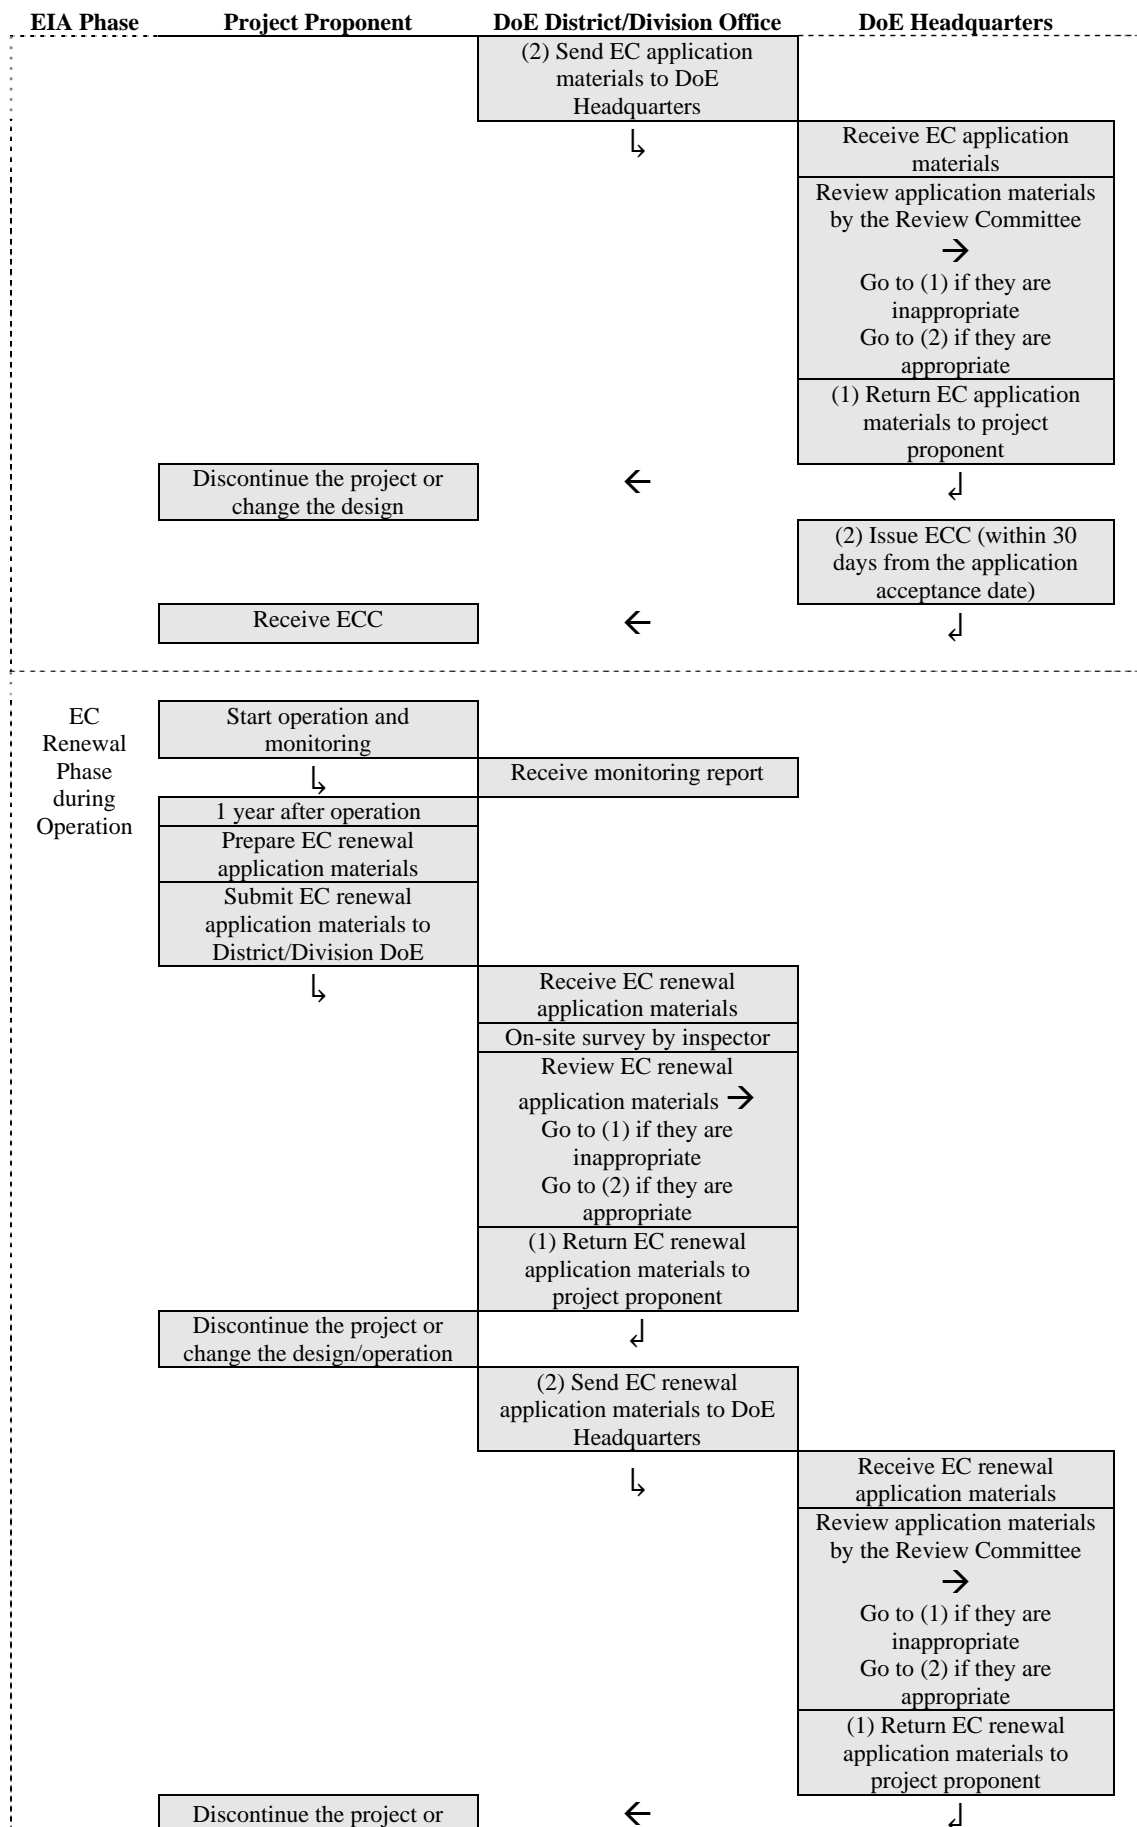 EIA Phase Project Proponent DoE District/Division Office DoE Headquarters
(2) Send EC application
materials to DoE
Headquarters
↳
Receive EC application
materials
Review application materials
by the Review Committee
→
Go to (1) if they are
inappropriate
Go to (2) if they are
appropriate
(1) Return EC application
materials to project
proponent
Discontinue the project or
change the design
←
↲
(2) Issue ECC (within 30
days from the application
acceptance date)
Receive ECC
←
↲
EC
Renewal
Phase
during
Operation
Start operation and
monitoring
↳
Receive monitoring report
1 year after operation
Prepare EC renewal
application materials
Submit EC renewal
application materials to
District/Division DoE
↳
Receive EC renewal
application materials
On-site survey by inspector
Review EC renewal
application materials →
Go to (1) if they are
inappropriate
Go to (2) if they are
appropriate
(1) Return EC renewal
application materials to
project proponent
Discontinue the project or
change the design/operation
↲
(2) Send EC renewal
application materials to DoE
Headquarters
↳
Receive EC renewal
application materials
Review application materials
by the Review Committee
→
Go to (1) if they are
inappropriate
Go to (2) if they are
appropriate
(1) Return EC renewal
application materials to
project proponent
Discontinue the project or
←
↲